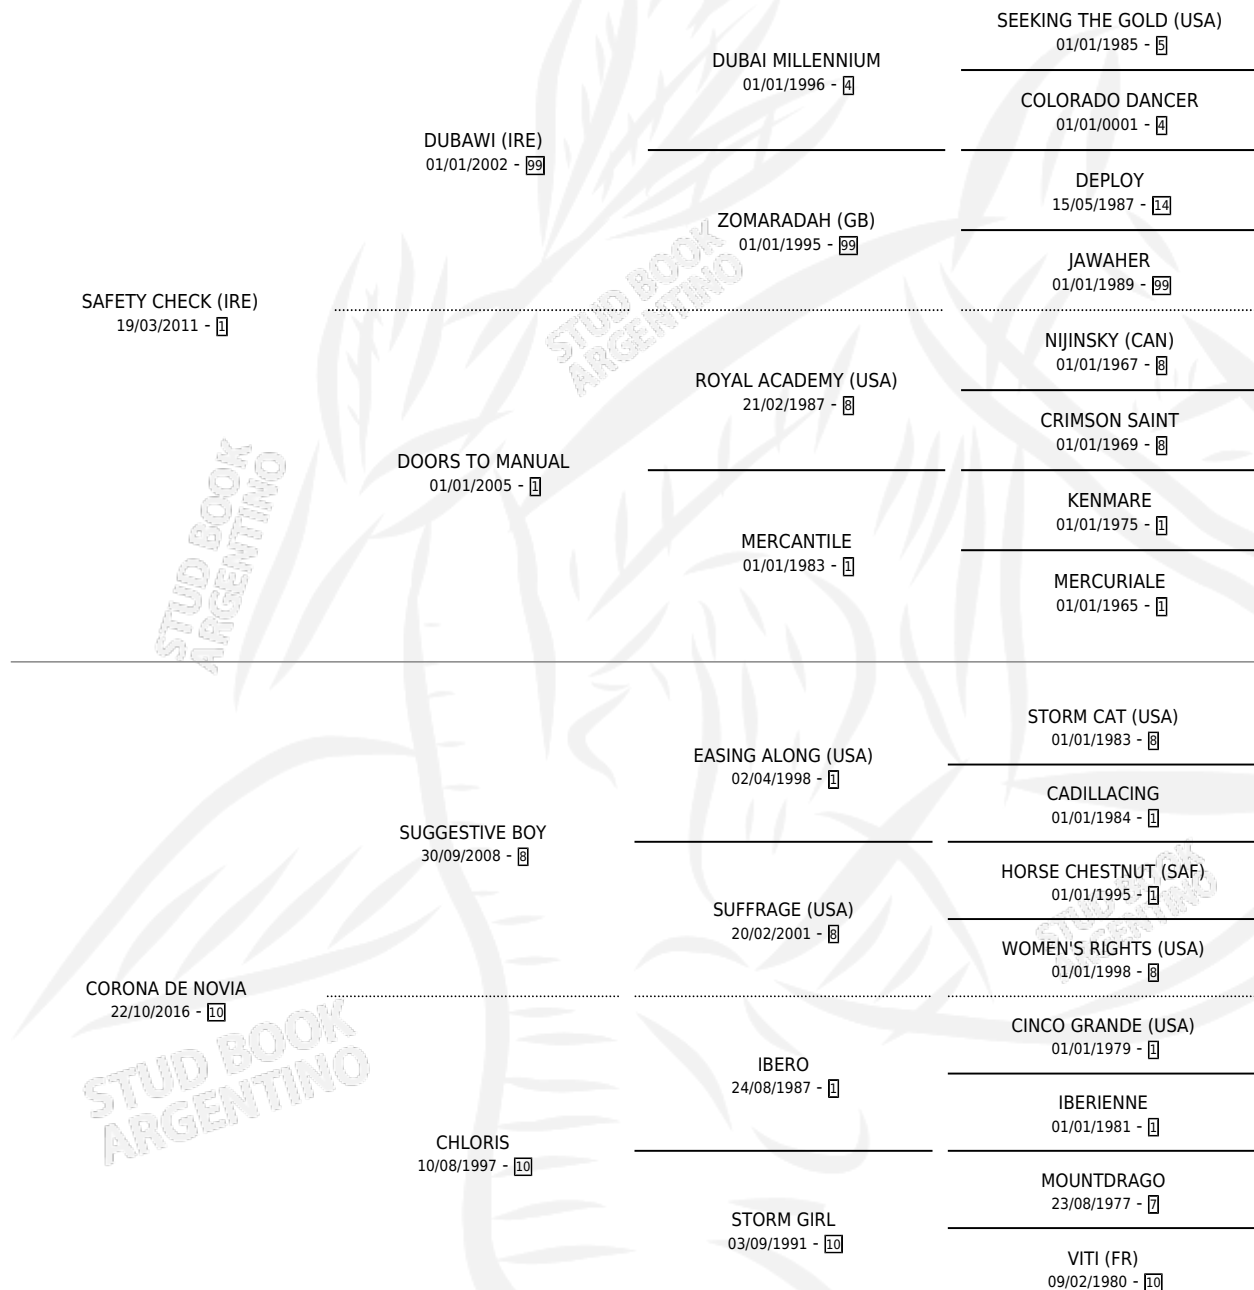 SEEKING THE GOLD (USA)
01/01/1985 - 5
DUBAI MILLENNIUM
01/01/1996 - 4
COLORADO DANCER
01/01/0001 - 4
DUBAWI (IRE)
01/01/2002 - 99
DEPLOY
15/05/1987 - 14
ZOMARADAH (GB)
01/01/1995 - 99
JAWAHER
01/01/1989 - 99
SAFETY CHECK (IRE)
19/03/2011 - 1
NIJINSKY (CAN)
01/01/1967 - 8
ROYAL ACADEMY (USA)
21/02/1987 - 8
CRIMSON SAINT
01/01/1969 - 8
DOORS TO MANUAL
01/01/2005 - 1
KENMARE
01/01/1975 - 1
MERCANTILE
01/01/1983 - 1
MERCURIALE
01/01/1965 - 1
STORM CAT (USA)
01/01/1983 - 8
EASING ALONG (USA)
02/04/1998 - 1
CADILLACING
01/01/1984 - 1
SUGGESTIVE BOY
30/09/2008 - 8
HORSE CHESTNUT (SAF)
01/01/1995 - 1
SUFFRAGE (USA)
20/02/2001 - 8
WOMEN'S RIGHTS (USA)
01/01/1998 - 8
CORONA DE NOVIA
22/10/2016 - 10
CINCO GRANDE (USA)
01/01/1979 - 1
IBERO
24/08/1987 - 1
IBERIENNE
01/01/1981 - 1
CHLORIS
10/08/1997 - 10
MOUNTDRAGO
23/08/1977 - 7
STORM GIRL
03/09/1991 - 10
VITI (FR)
09/02/1980 - 10
STUD BOOK
ARGENTINO
STUD BOOK
ARGENTINO
STUD BOOK
ARGENTINO
STUD BOOK
ARGENTINO